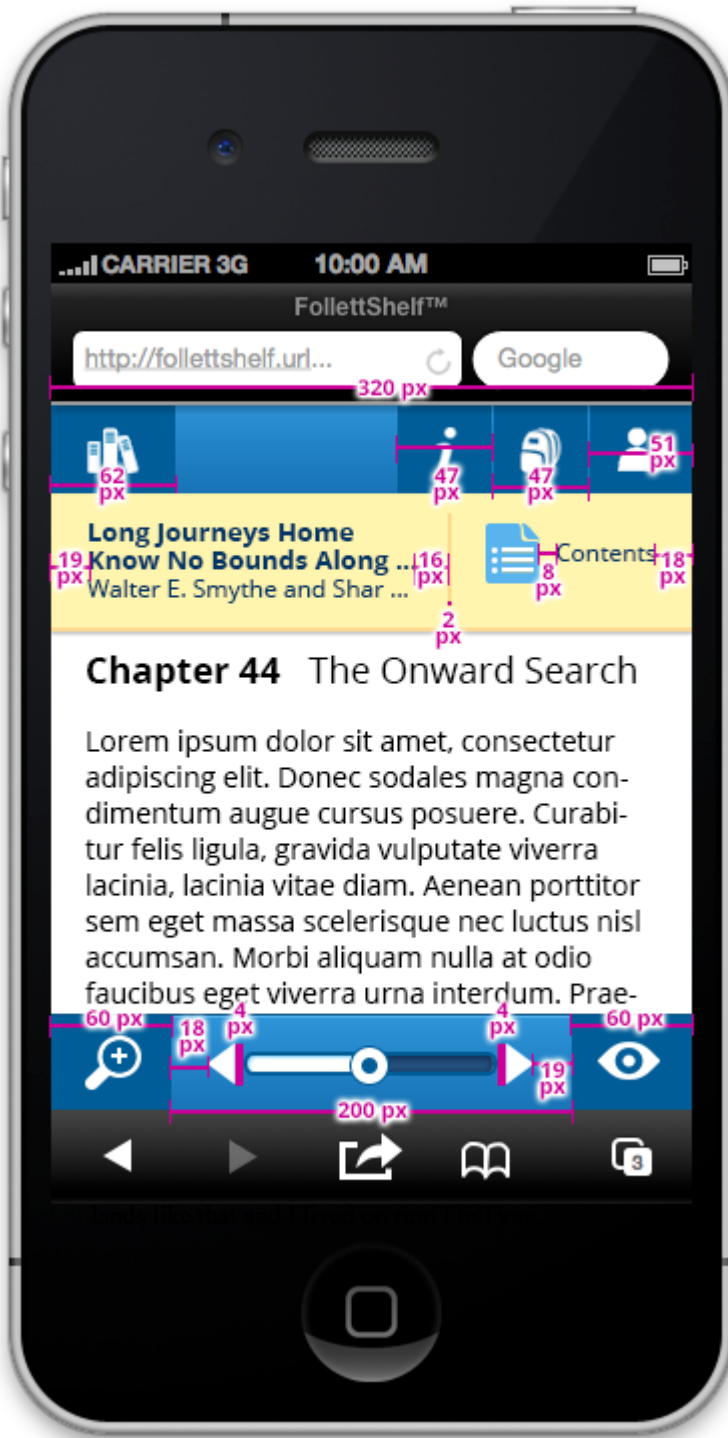 CARRIER 3G 10:00 AM
FollettShelf™
http://follettshelf.url... Google
320 px
62 px 47 px 47 px 51 px
Long Journeys Home
Know No Bounds Along ...
Walter E. Smythe and Shar ...
19 px 16 px 2 px 8 px Contents 18 px
Chapter 44 The Onward Search
Lorem ipsum dolor sit amet, consectetur
adipiscing elit. Donec sodales magna con-
dimentum augue cursus posuere. Curabi-
tur felis ligula, gravida vulputate viverra
lacinia, lacinia vitae diam. Aenean porttitor
sem eget massa scelerisque nec luctus nisl
accumsan. Morbi aliquam nulla at odio
faucibus eget viverra urna interdum. Prae-
60 px 18 px 4 px 4 px 19 px 60 px
200 px
3